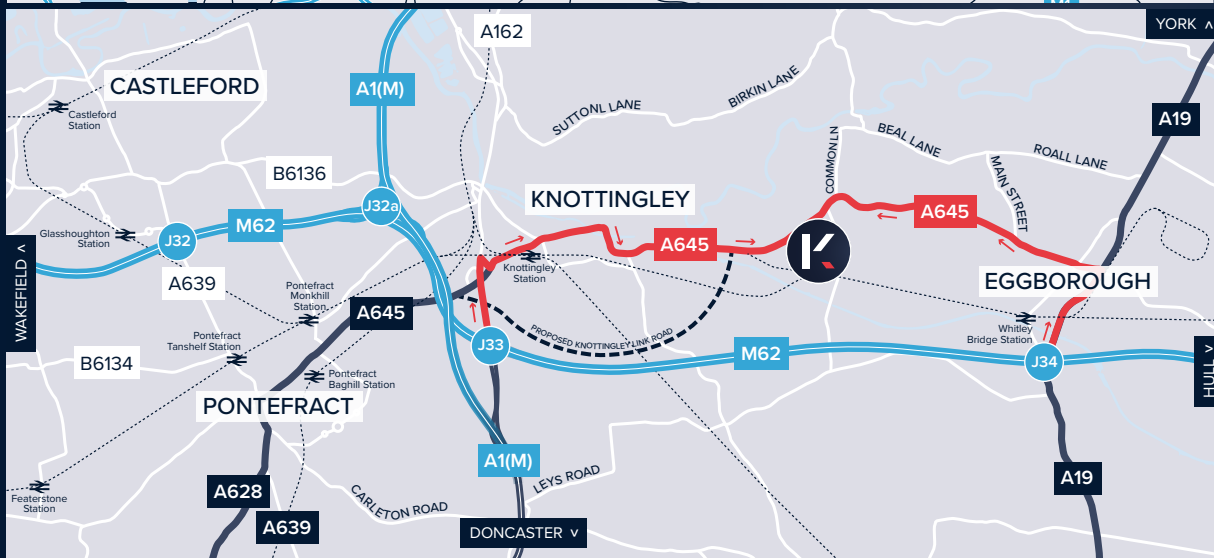 YORK >
A162
CASTLEFORD
A1(M)
BIRKIN LANE
Castleford
Station
SUTTONL LANE
A19
BEAL LANE
ROALL LANE
COMMON LN
MAIN STREET
B6136
KNOTTINGLEY
J32a
A645
M62
Glasshoughton
Station
J32
A645
K
WAKEFIELD >
Knottingley
Station
A639
EGGBOROUGH
Pontefract
Monkhill
Station
A645
PROPOSED KNOTTINGLEY LINK ROAD
Whitley
Bridge Station
Pontefract
Tanshelf Station
J33
M62
J34
B6134
HULL >
Pontefract
Baghill Station
PONTEFRACT
A1(M)
LEYS ROAD
A19
A628
CARLETON ROAD
Featerstone
Station
A639
DONCASTER >